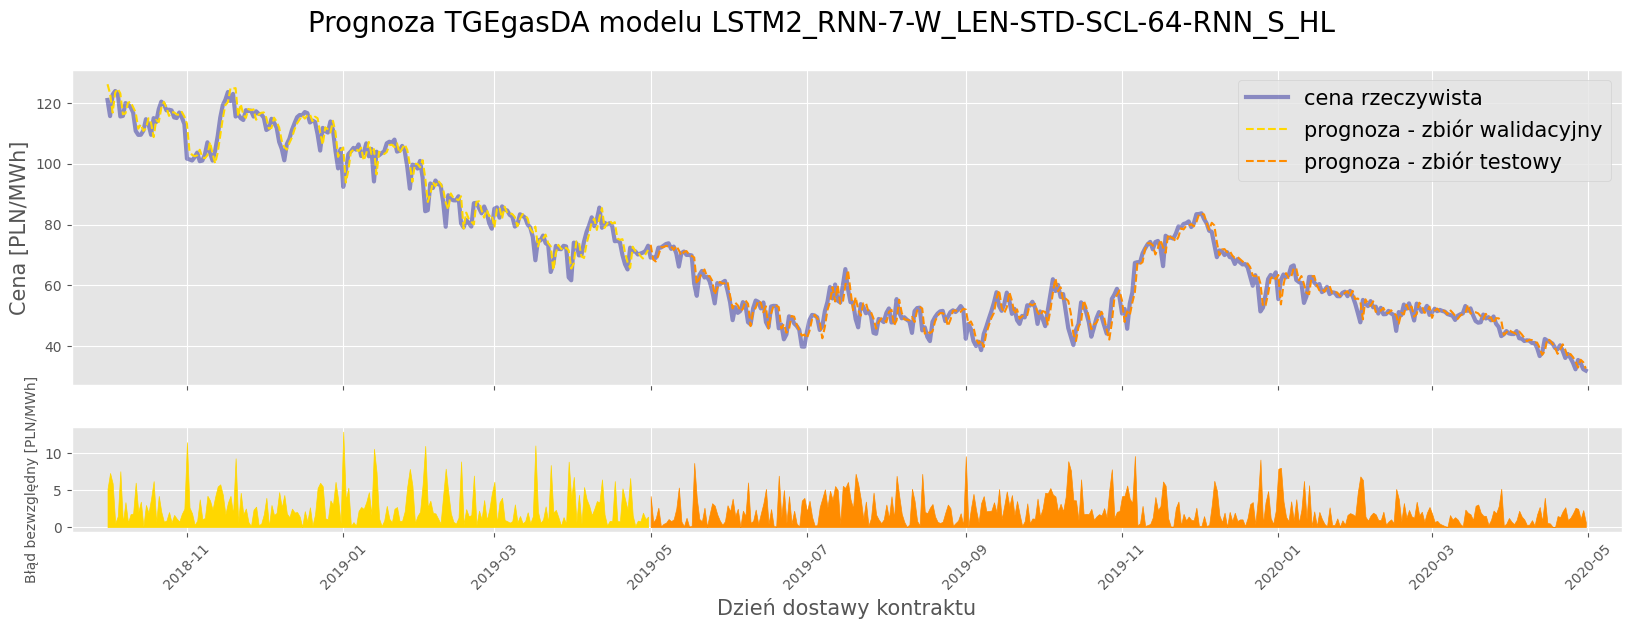 Prognoza TGEgasDA modelu LSTM2_RNN-7-W_LEN-STD-SCL-64-RNN_S_HL
Cena [PLN/MWh]
120
100
80
60
40
cena rzeczywista
prognoza - zbiór walidacyjny
prognoza - zbiór testowy
Błąd bezwzględny [PLN/MWh]
10
5
0
2018-11
2019-01
2019-03
2019-05
2019-07
2019-09
2019-11
2020-01
2020-03
2020-05
Dzień dostawy kontraktu